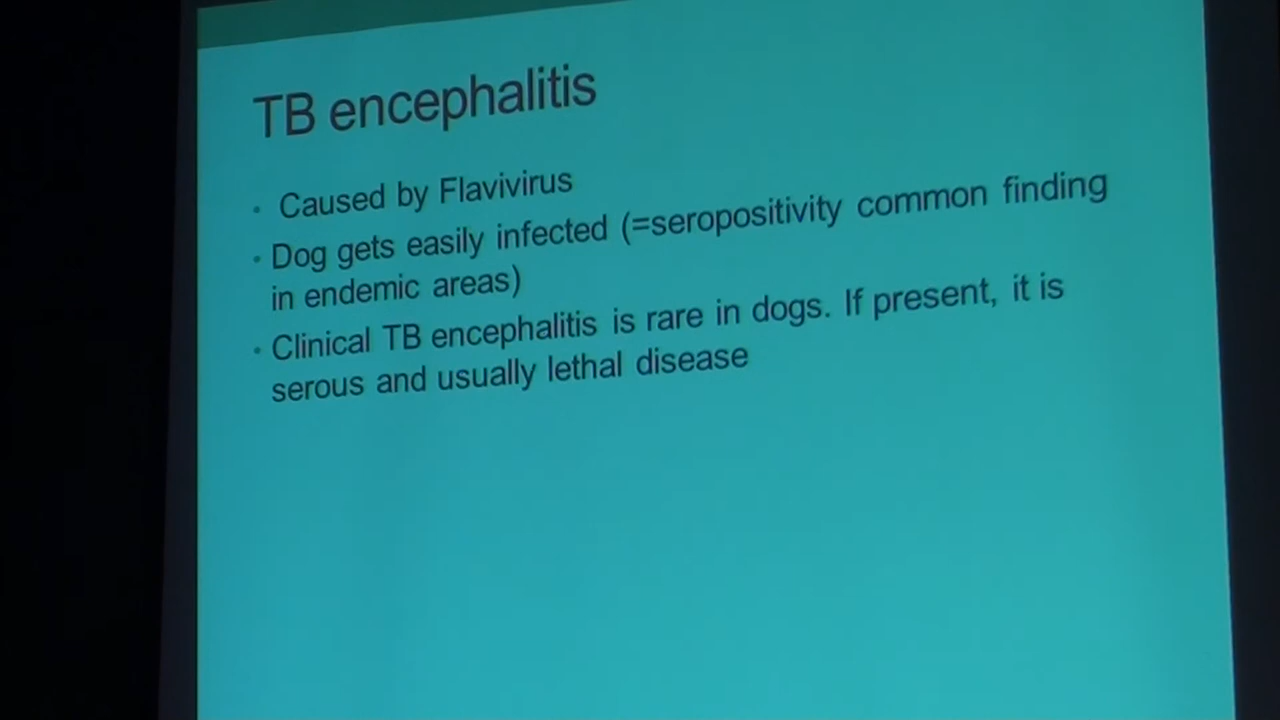 TB encephalitis
• Caused by Flavivirus
• Dog gets easily infected (=seropositivity common finding
in endemic areas)
• Clinical TB encephalitis is rare in dogs. If present, it is
serous and usually lethal disease